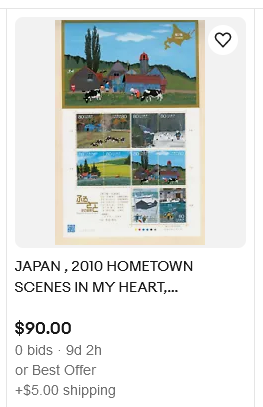 JAPAN , 2010 HOMETOWN
SCENES IN MY HEART,...
$90.00
0 bids · 9d 2h
or Best Offer
+$5.00 shipping